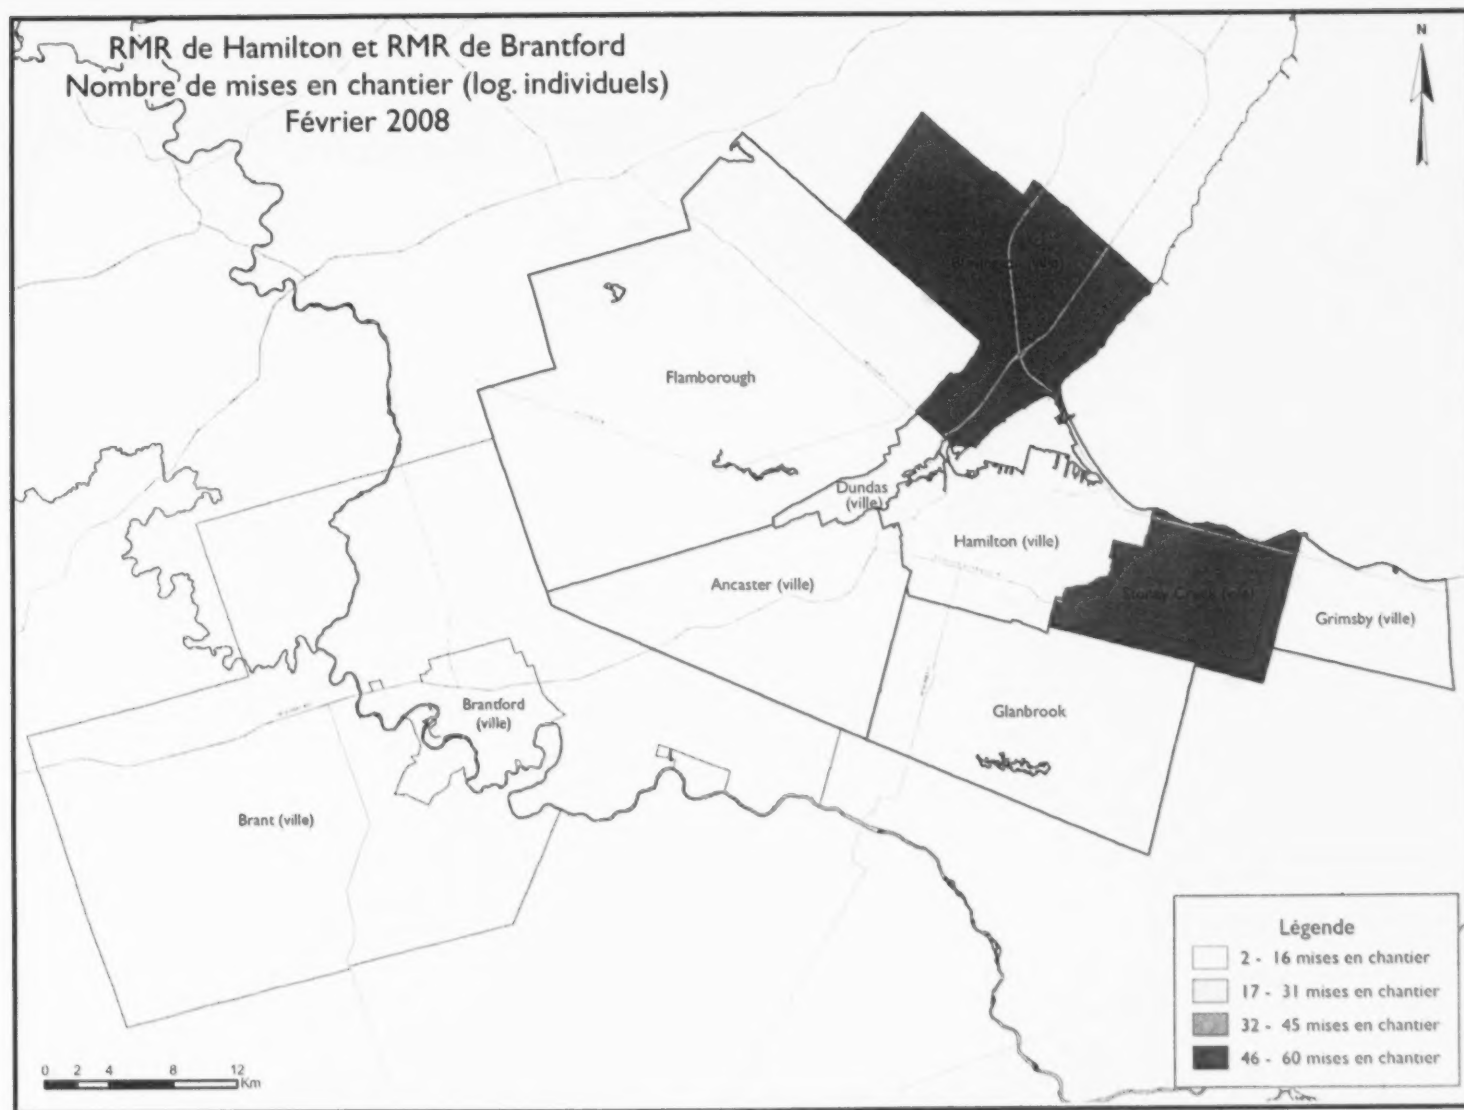 RMR de Hamilton et RMR de Brantford
Nombre de mises en chantier (log. individuels)
Février 2008
N
Flamborough
Dundas
(ville)
Hamilton (ville)
Ancaster (ville)
Stoney Creek (ville)
Grimsby (ville)
Brantford
(ville)
Glanbrook
Brant (ville)
Légende
2 - 16 mises en chantier
17 - 31 mises en chantier
32 - 45 mises en chantier
46 - 60 mises en chantier
0 2 4 8 12
Km